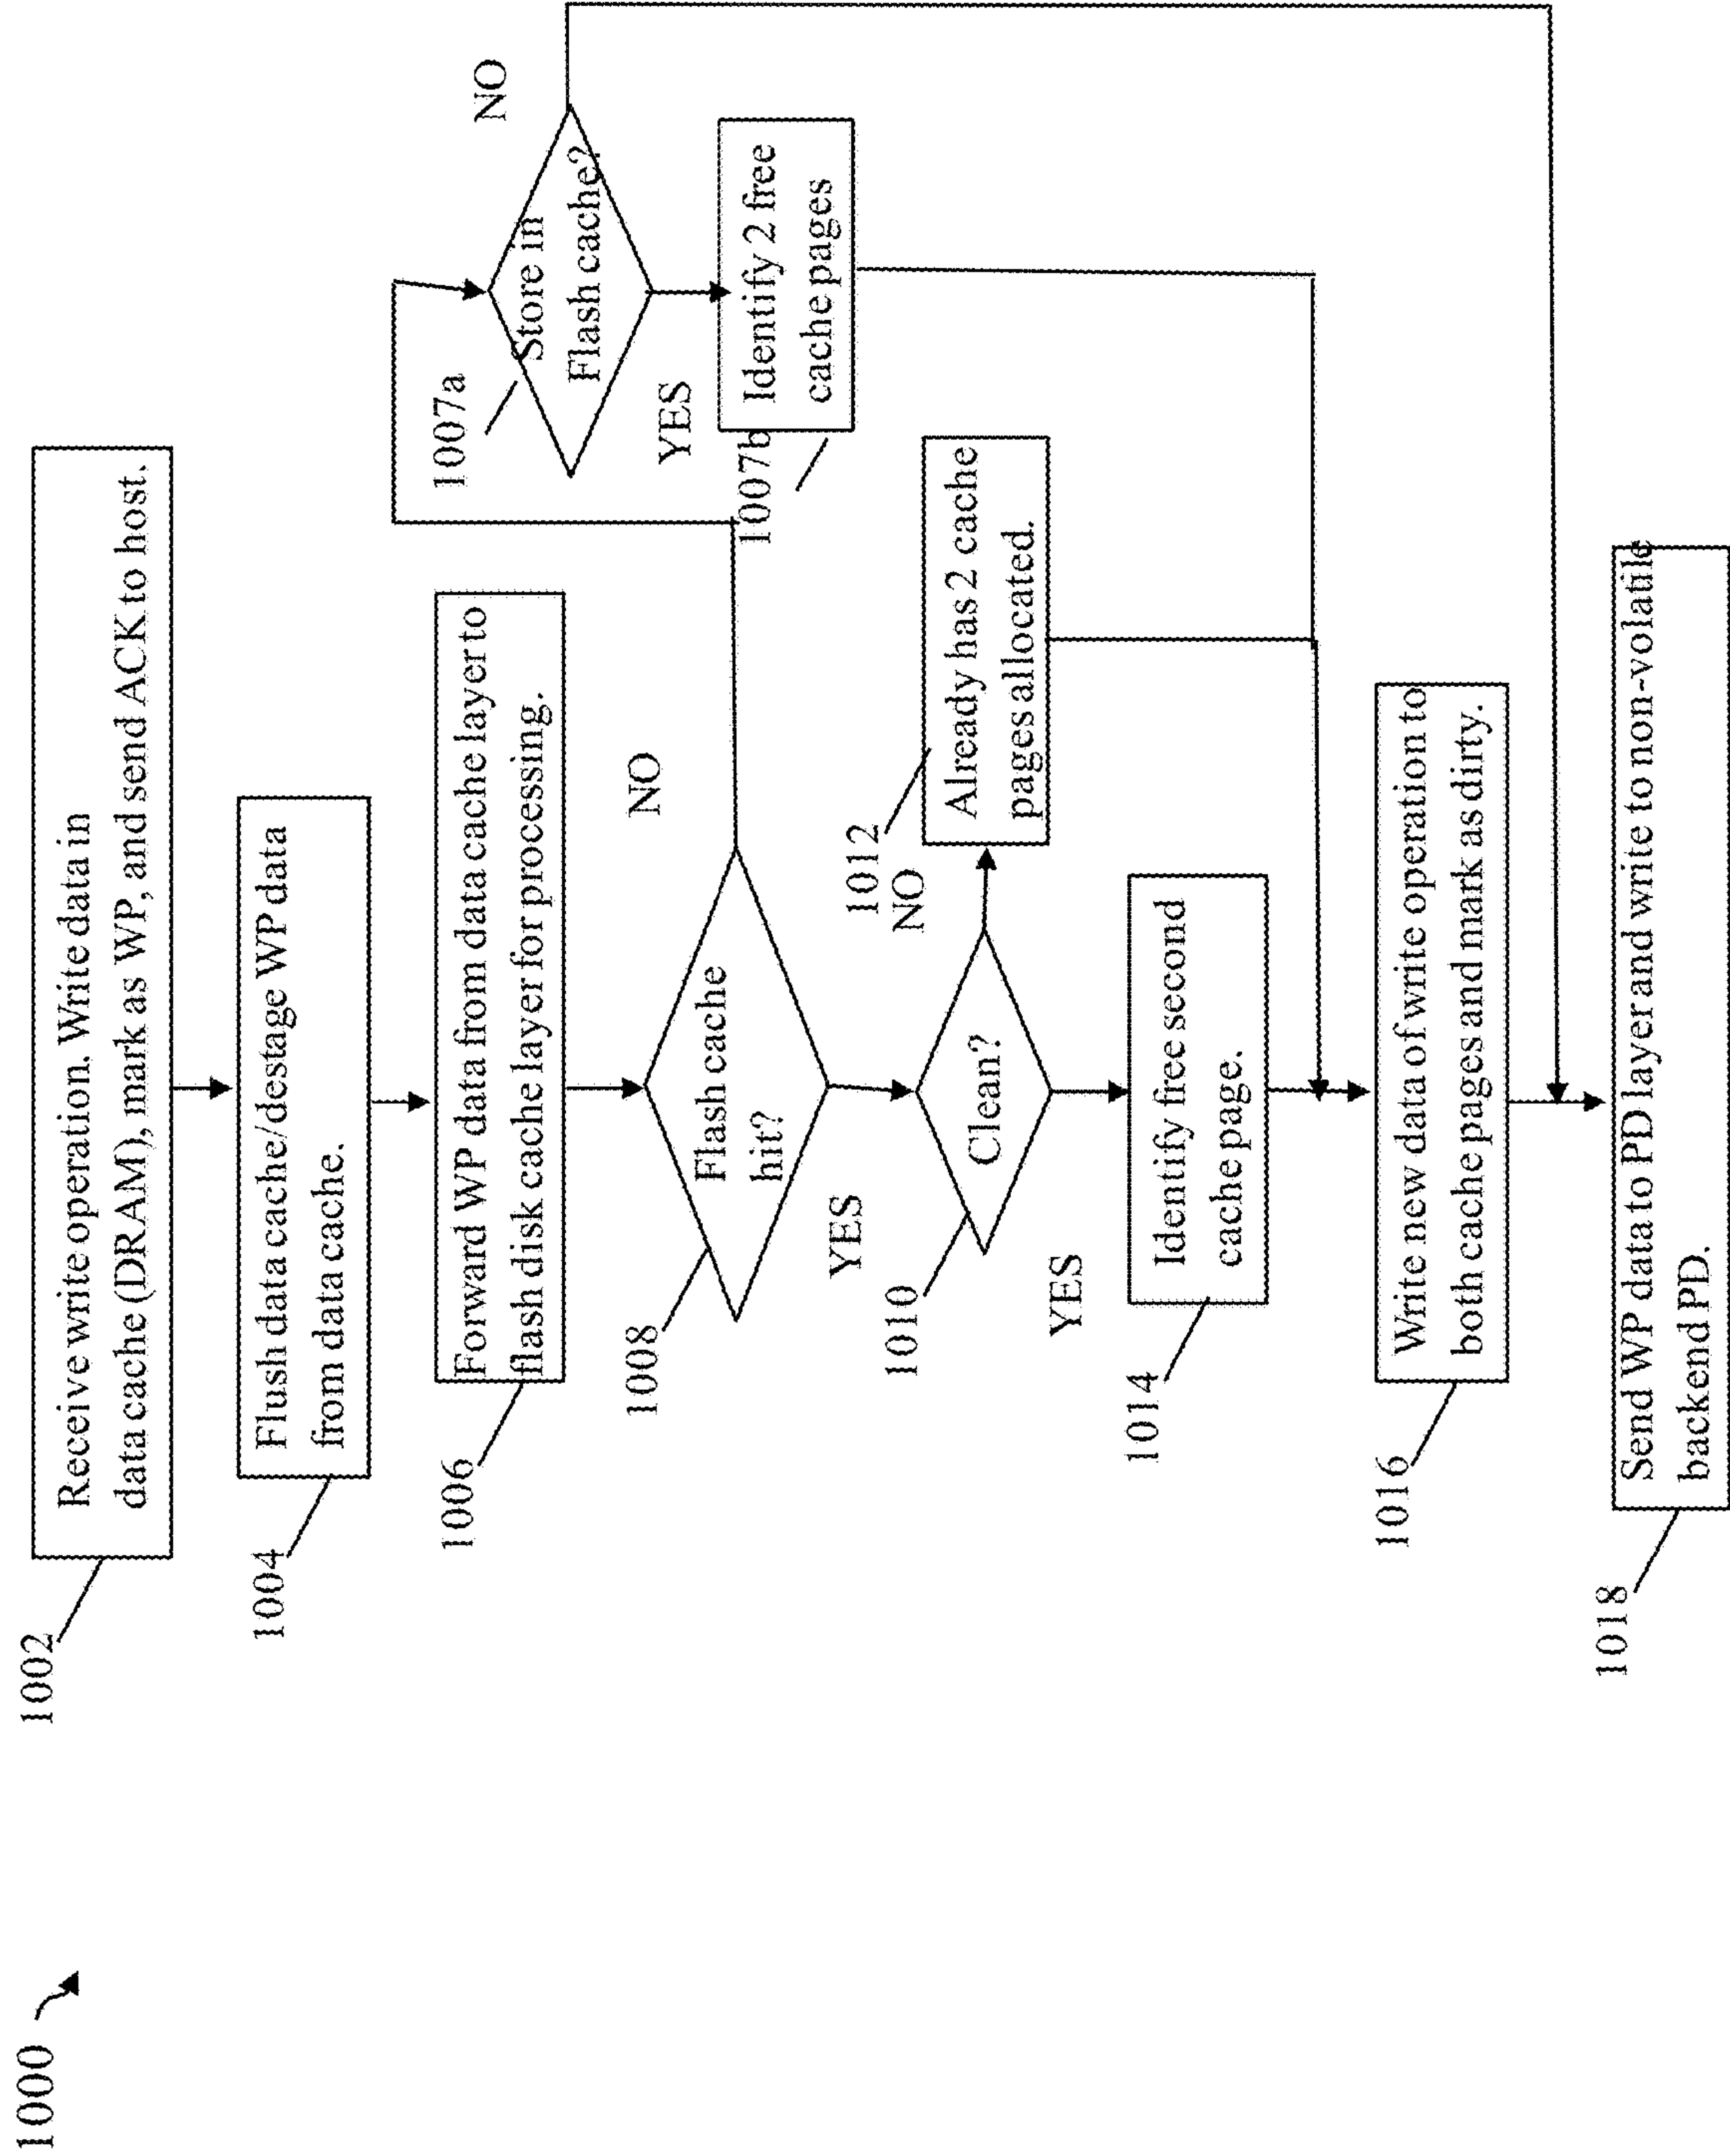 1000
1002
Receive write operation. Write data in
data cache (DRAM), mark as WP, and send ACK to host.
1004
Flush data cache/destage WP data
from data cache.
1006
Forward WP data from data cache layer to
flash disk cache layer for processing.
1008
Flash cache
hit?
NO
YES
1007a
Store in
Flash cache?
NO
YES
1007b
Identify 2 free
cache pages
1010
Clean?
NO
YES
1012
Already has 2 cache
pages allocated.
1014
Identify free second
cache page.
1016
Write new data of write operation to
both cache pages and mark as dirty.
1018
Send WP data to PD layer and write to non-volatile
backend PD.